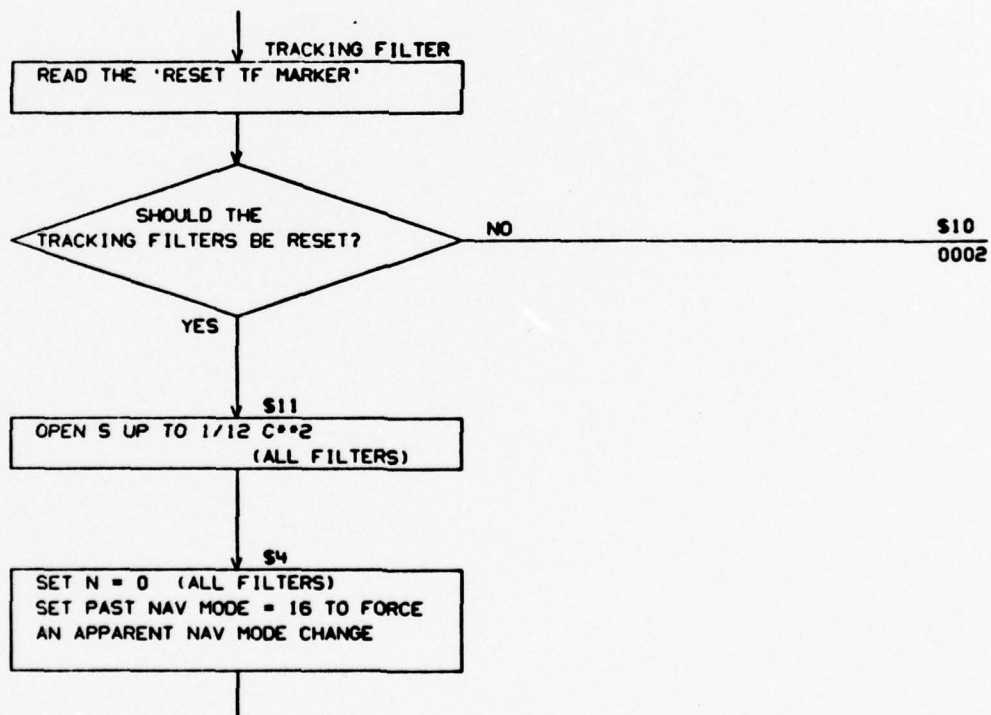 TRACKING FILTER
READ THE 'RESET TF MARKER'
SHOULD THE
TRACKING FILTERS BE RESET?
NO
$10
0002
YES
$11
OPEN S UP TO 1/12 C**2
(ALL FILTERS)
$4
SET N = 0 (ALL FILTERS)
SET PAST NAV MODE = 16 TO FORCE
AN APPARENT NAV MODE CHANGE